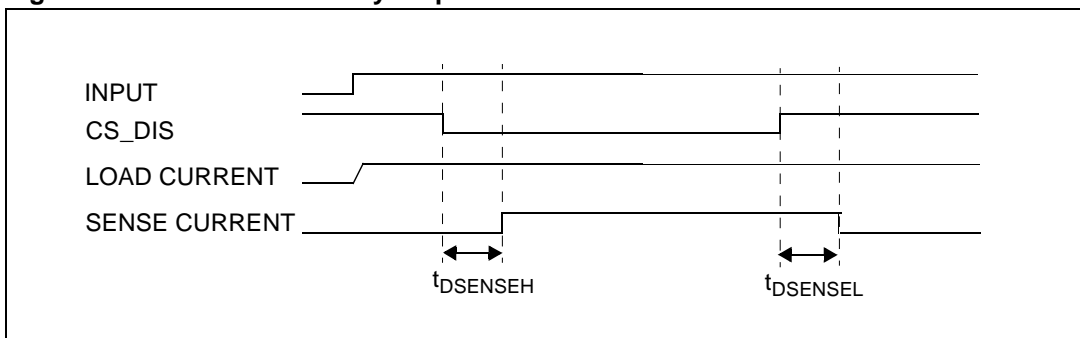 INPUT
CS_DIS
LOAD CURRENT
SENSE CURRENT
tDSENSEH
tDSENSEL